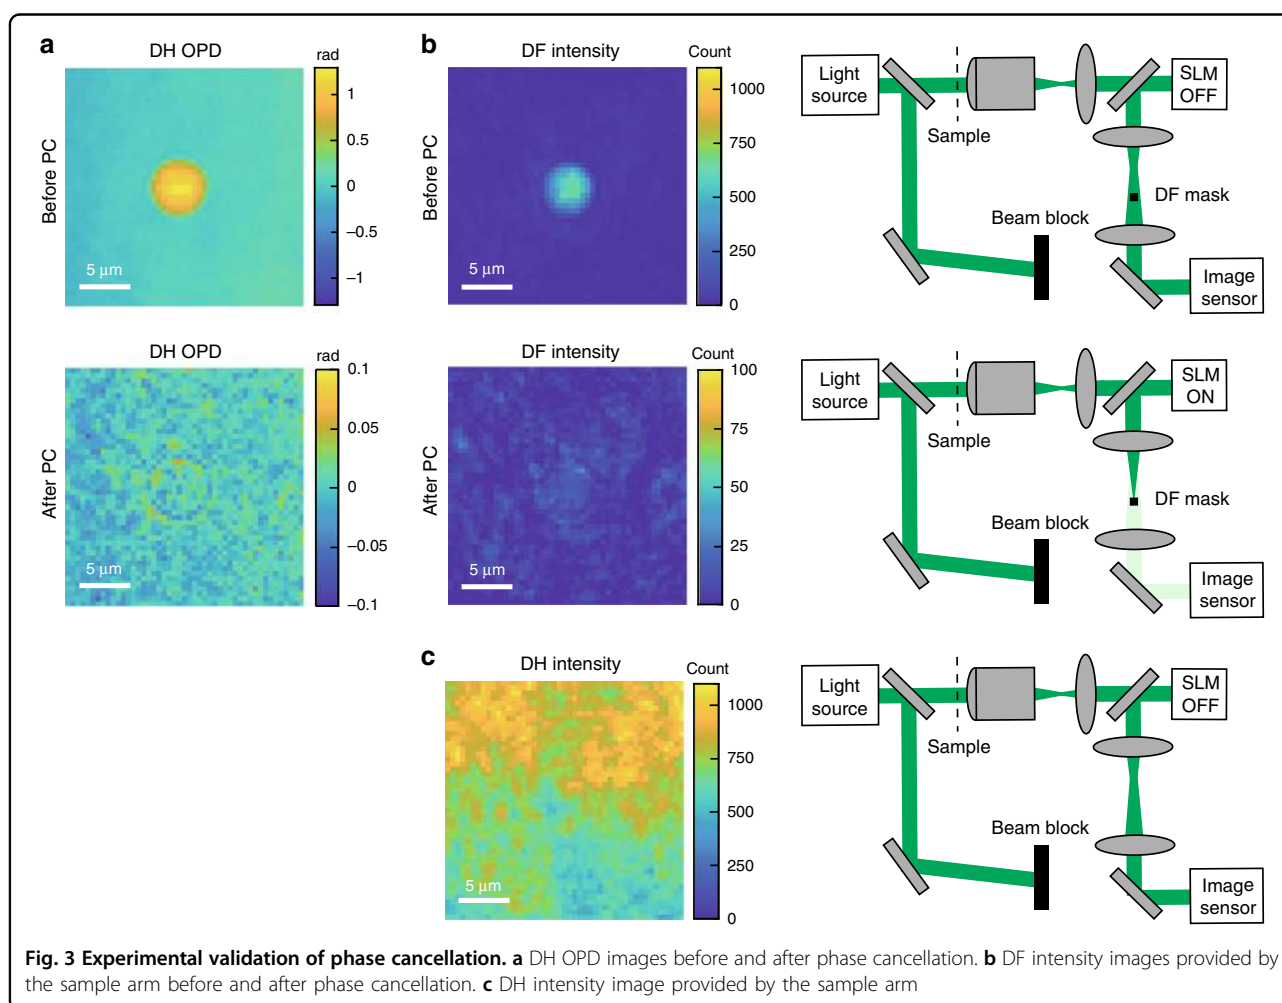 a
DH OPD
rad
Before PC
1
0.5
0
−0.5
−1
5 μm
b
DF intensity
Count
Before PC
1000
750
500
250
0
5 μm
Light
source
Sample
SLM
OFF
DF mask
Beam block
Image
sensor
DH OPD
rad
After PC
0.1
0.05
0
−0.05
−0.1
5 μm
DF intensity
Count
After PC
100
75
50
25
0
5 μm
Light
source
Sample
SLM
ON
DF mask
Beam block
Image
sensor
c
DH intensity
Count
1000
750
500
250
0
5 μm
Light
source
Sample
SLM
OFF
Beam block
Image
sensor
Fig. 3 Experimental validation of phase cancellation. a DH OPD images before and after phase cancellation. b DF intensity images provided by
the sample arm before and after phase cancellation. c DH intensity image provided by the sample arm